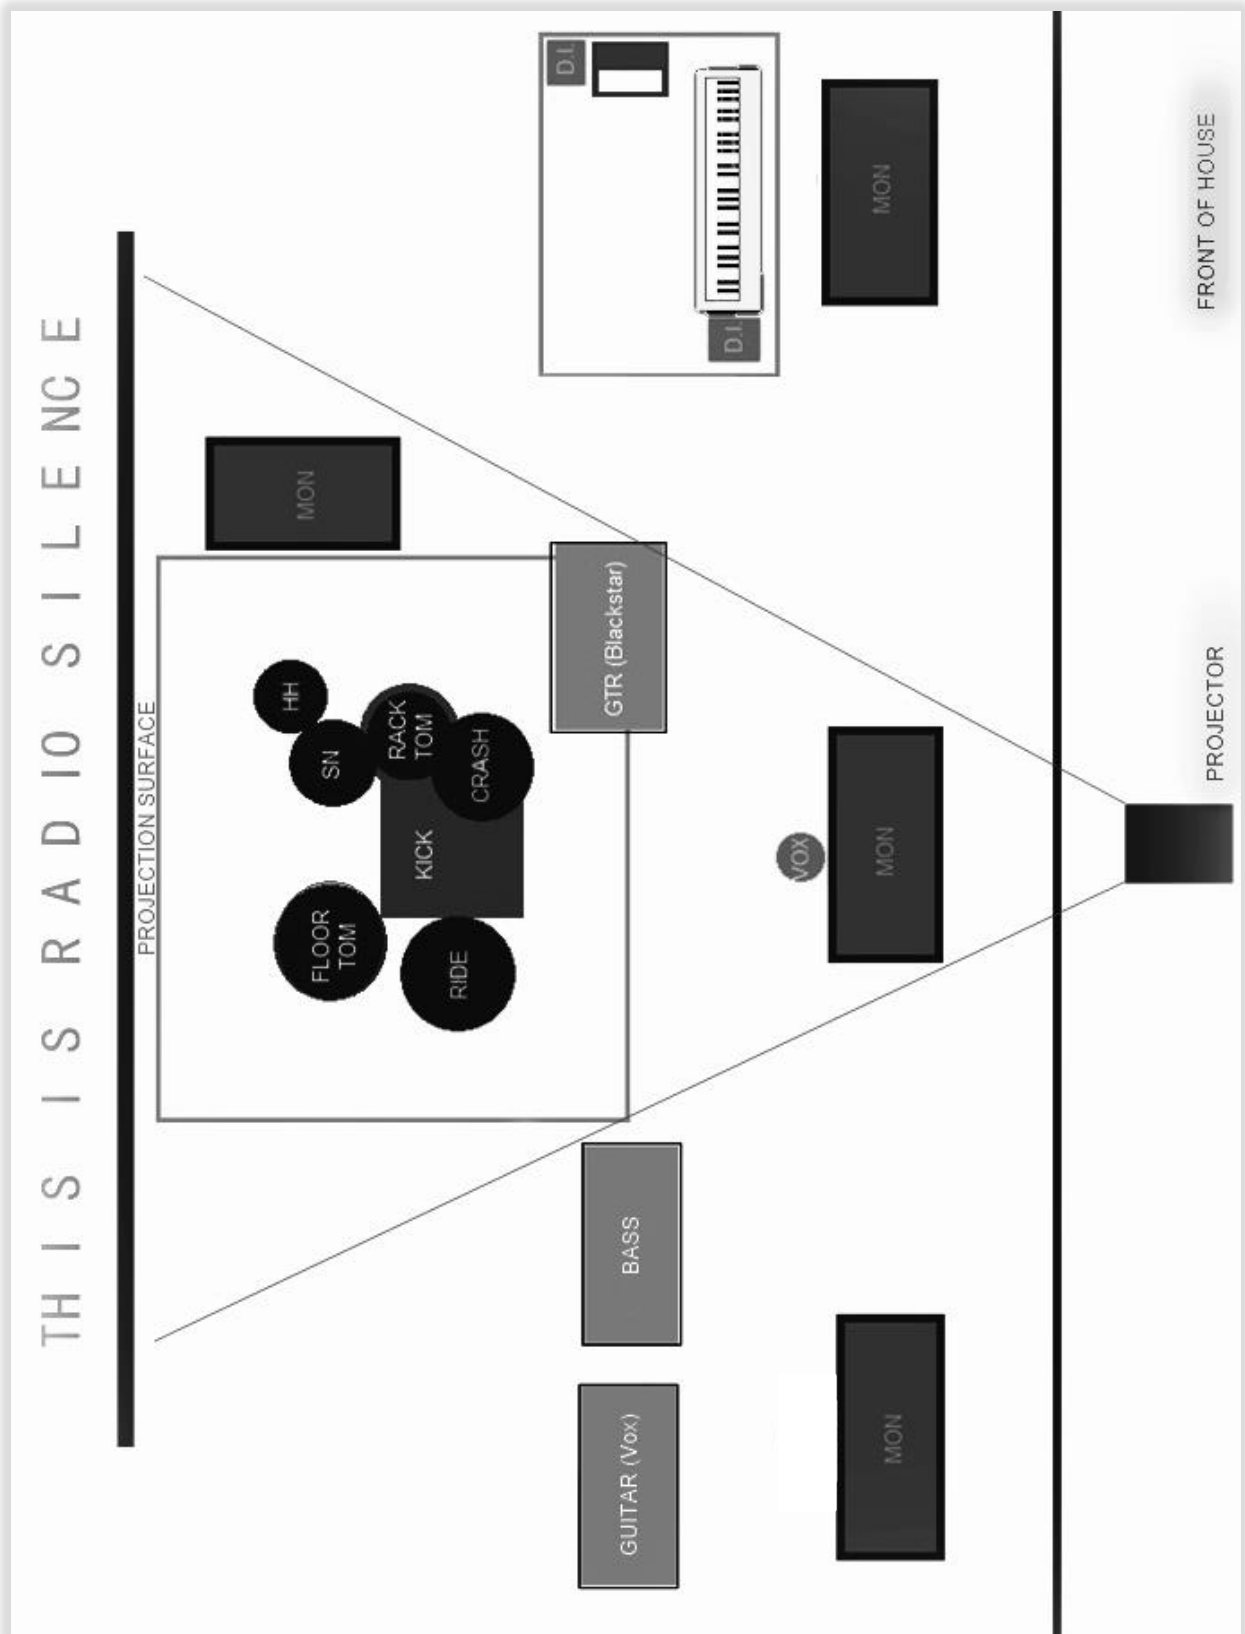 THIS IS RADIO SILENCE
PROJECTION SURFACE
MON
HH
SN
FLOOR
TOM
RACK
TOM
KICK
RIDE
CRASH
D.I.
GUITAR (Vox)
BASS
GTR (Blackstar)
D.I.
VOX
MON
MON
MON
PROJECTOR
FRONT OF HOUSE